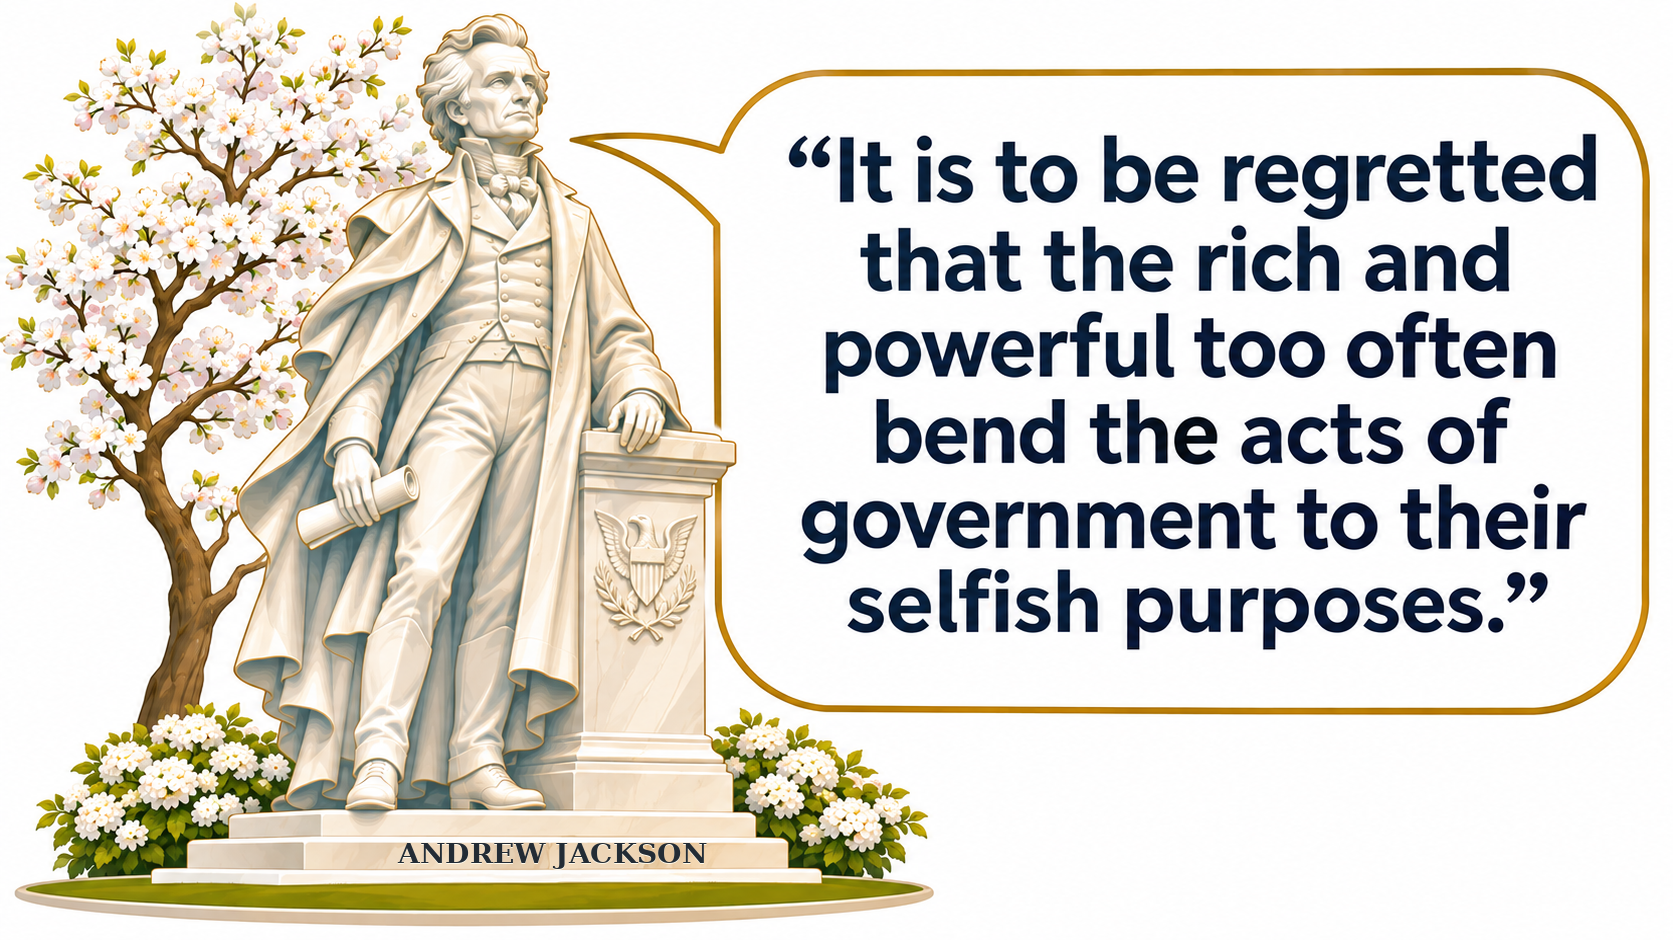 “It is to be regretted
that the rich and
powerful too often
bend the acts of
government to their
selfish purposes.”
ANDREW JACKSON